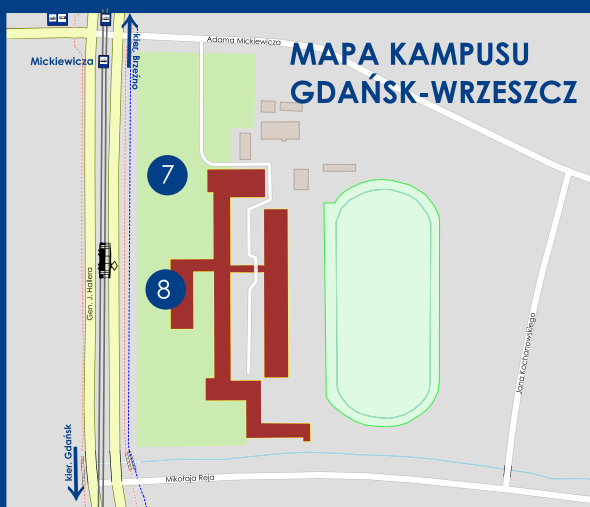 Adama Mickiewicza
MAPA KAMPUSU
GDAŃSK-WRZESZCZ
kier. Brzeźno
Mickiewicza
7
8
Gen. J. Hallera
Jana Kochanowskiego
kier. Gdańsk
Mikołaja Reja